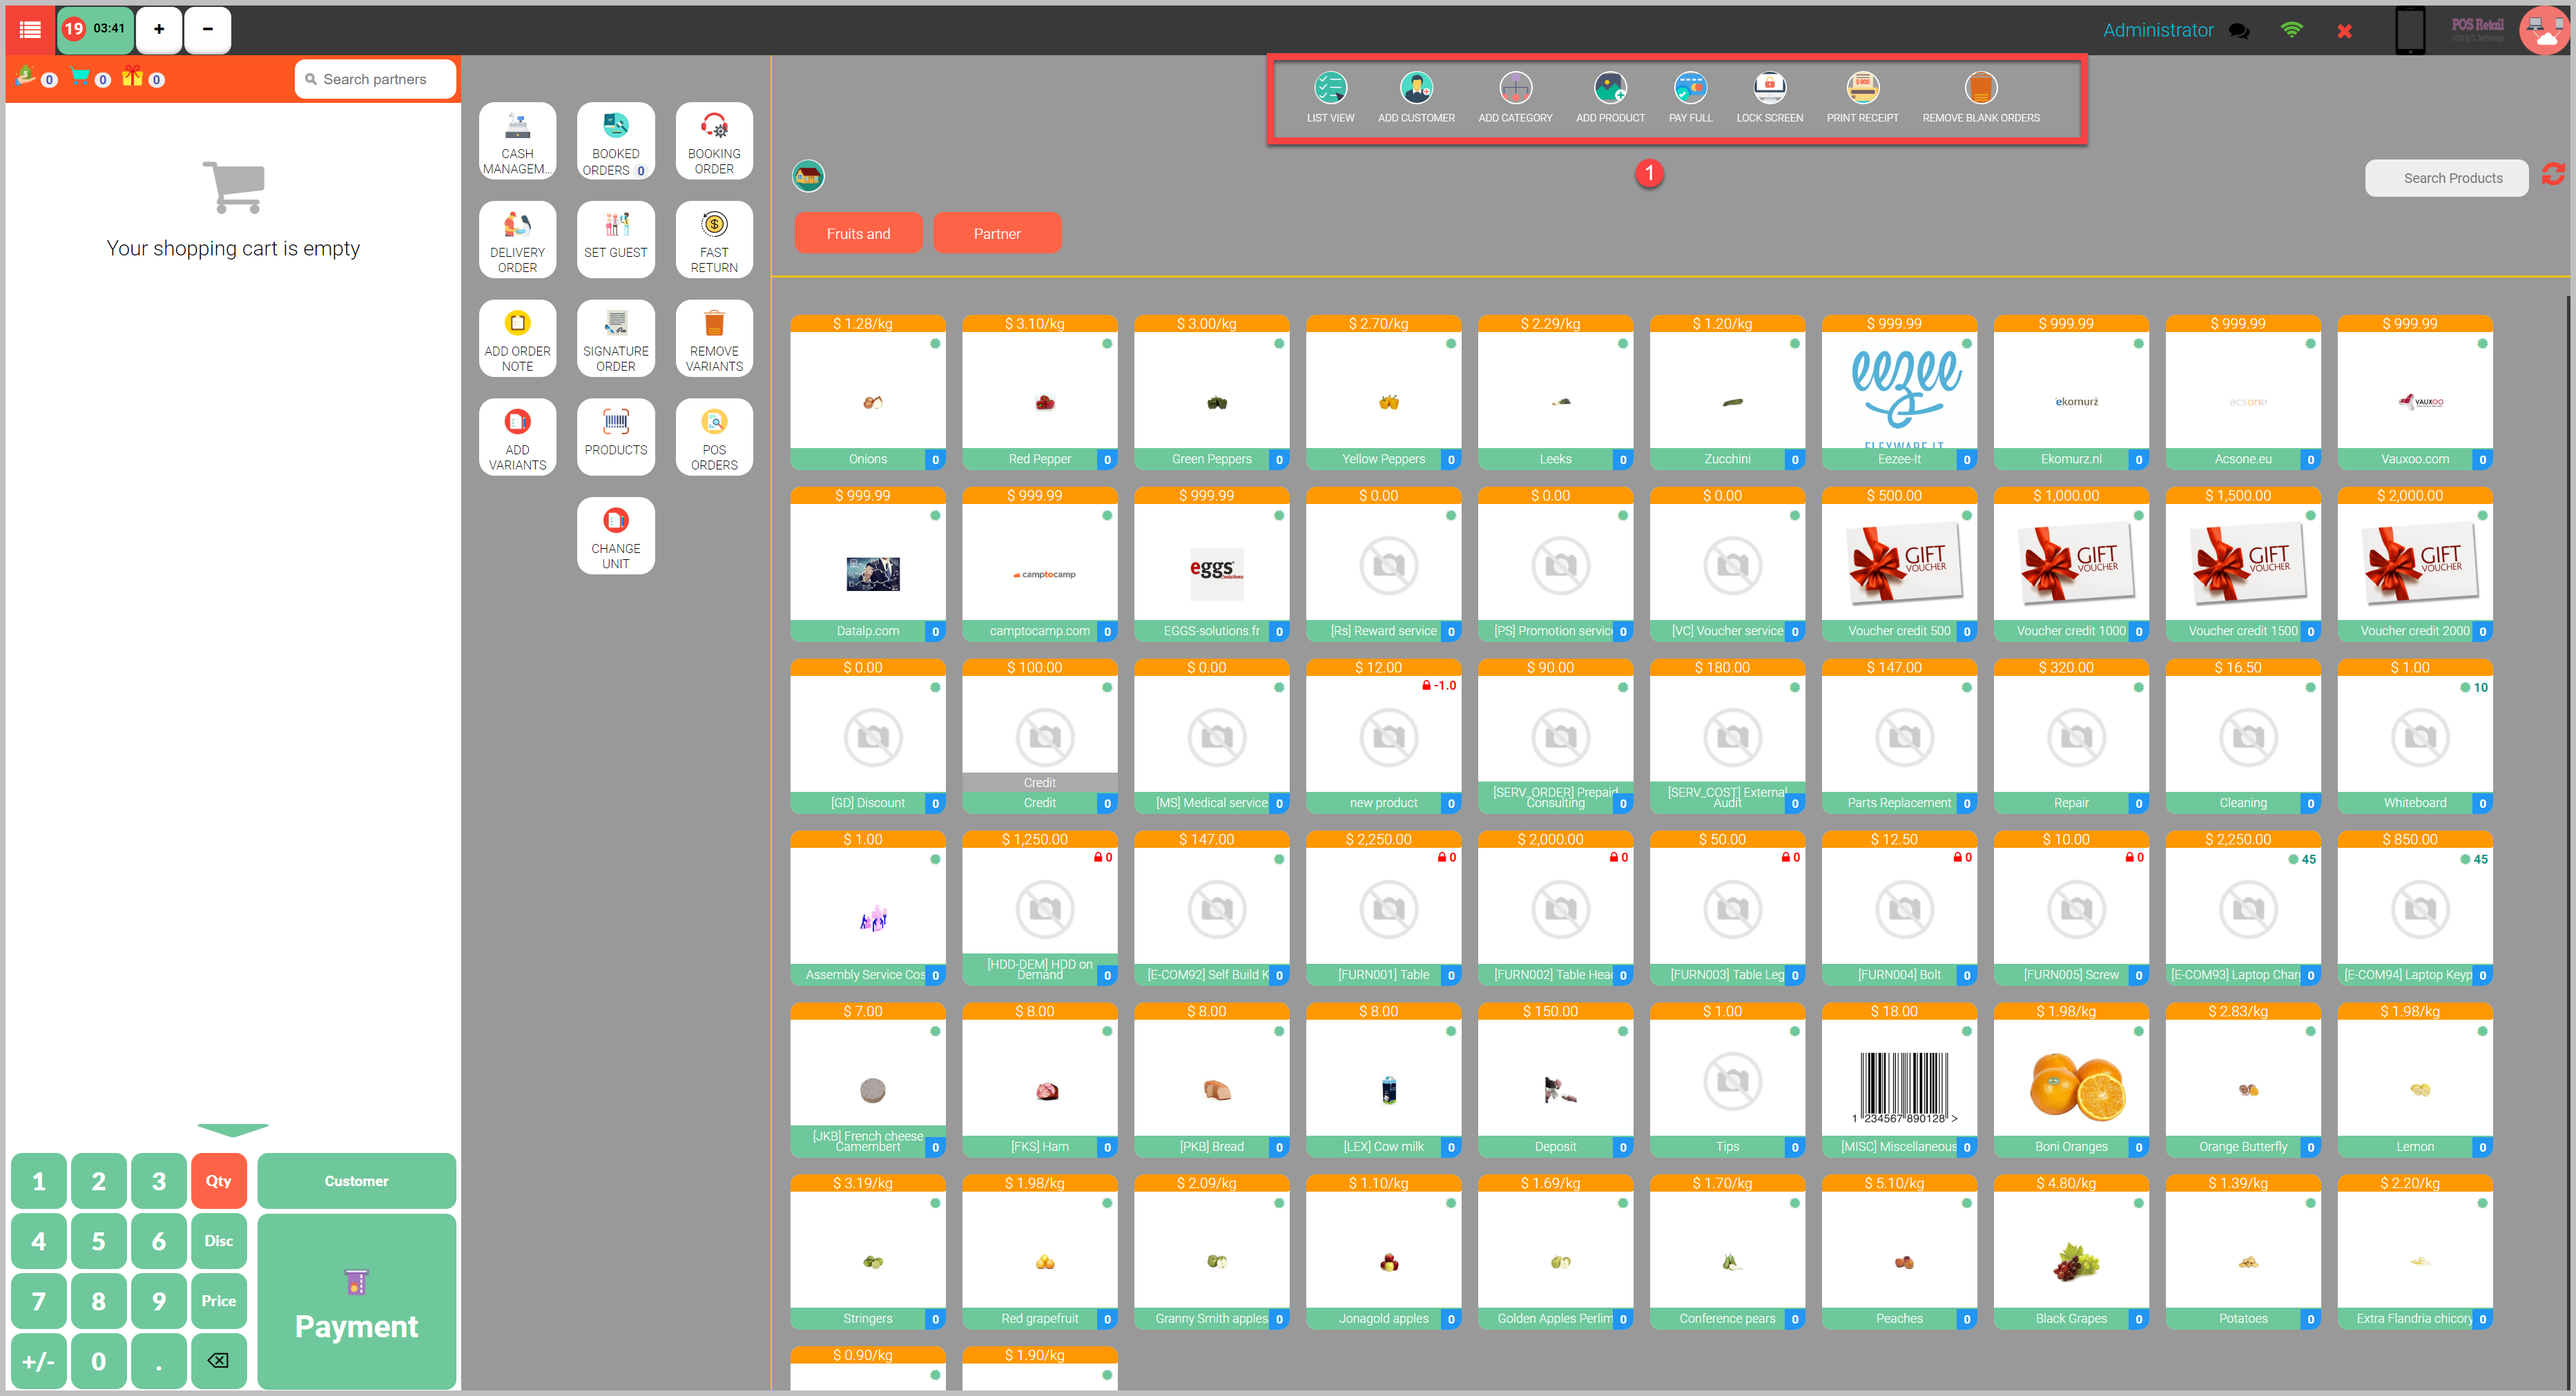 19 03:41 + -
Administrator
POS Retail
0 0 0 Search partners
LIST VIEW ADD CUSTOMER ADD CATEGORY ADD PRODUCT PAY FULL LOCK SCREEN PRINT RECEIPT REMOVE BLANK ORDERS
1
Search Products
Your shopping cart is empty
CASH
MANAGEM...
BOOKED
ORDERS 0
BOOKING
ORDER
DELIVERY
ORDER
SET GUEST
FAST
RETURN
ADD ORDER
NOTE
SIGNATURE
ORDER
REMOVE
VARIANTS
ADD
VARIANTS
PRODUCTS
POS
ORDERS
CHANGE
UNIT
Fruits and Partner
$ 1.28/kg $ 3.10/kg $ 3.00/kg $ 2.70/kg $ 2.29/kg $ 1.20/kg $ 999.99 $ 999.99 $ 999.99 $ 999.99
eezee
FLEXWARE IT
ekomurz
acsone
VAUXOO
Onions 0 Red Pepper 0 Green Peppers 0 Yellow Peppers 0 Leeks 0 Zucchini 0 Eezee-It 0 Ekomurz.nl 0 Acsone.eu 0 Vauxoo.com 0
$ 999.99 $ 999.99 $ 999.99 $ 0.00 $ 0.00 $ 0.00 $ 500.00 $ 1,000.00 $ 1,500.00 $ 2,000.00
camptocamp
eggs
solutions
GIFT
VOUCHER
GIFT
VOUCHER
GIFT
VOUCHER
GIFT
VOUCHER
Datalp.com 0 camptocamp.com 0 EGGS-solutions.fr 0 [Rs] Reward service 0 [PS] Promotion servic 0 [VC] Voucher service 0 Voucher credit 500 0 Voucher credit 1000 0 Voucher credit 1500 0 Voucher credit 2000 0
$ 0.00 $ 100.00 $ 0.00 $ 12.00 $ 90.00 $ 180.00 $ 147.00 $ 320.00 $ 16.50 $ 1.00
-1.0 10
Credit
[GD] Discount 0 Credit 0 [MS] Medical service 0 new product 0 [SERV_ORDER] Prepaid
Consulting 0 [SERV_COST] External
Audit 0 Parts Replacement 0 Repair 0 Cleaning 0 Whiteboard 0
$ 1.00 $ 1,250.00 $ 147.00 $ 2,250.00 $ 2,000.00 $ 50.00 $ 12.50 $ 10.00 $ 2,250.00 $ 850.00
0 0 0 0 0 0 45 45
Assembly Service Cos 0 [HDD-DEM] HDD on
Demand 0 [E-COM92] Self Build K 0 [FURN001] Table 0 [FURN002] Table Head 0 [FURN003] Table Leg 0 [FURN004] Bolt 0 [FURN005] Screw 0 [E-COM93] Laptop Char 0 [E-COM94] Laptop Keyp 0
$ 7.00 $ 8.00 $ 8.00 $ 8.00 $ 150.00 $ 1.00 $ 18.00 $ 1.98/kg $ 2.83/kg $ 1.98/kg
1 234567 890128 >
[JKB] French cheese
Camembert 0 [FKS] Ham 0 [PKB] Bread 0 [LEX] Cow milk 0 Deposit 0 Tips 0 [MISC] Miscellaneous 0 Boni Oranges 0 Orange Butterfly 0 Lemon 0
$ 3.19/kg $ 1.98/kg $ 2.09/kg $ 1.10/kg $ 1.69/kg $ 1.70/kg $ 5.10/kg $ 4.80/kg $ 1.39/kg $ 2.20/kg
Stringers 0 Red grapefruit 0 Granny Smith apples 0 Jonagold apples 0 Golden Apples Perlim 0 Conference pears 0 Peaches 0 Black Grapes 0 Potatoes 0 Extra Flandria chicory 0
$ 0.90/kg $ 1.90/kg
1 2 3 Qty Customer
4 5 6 Disc
7 8 9 Price
Payment
+/- 0 .